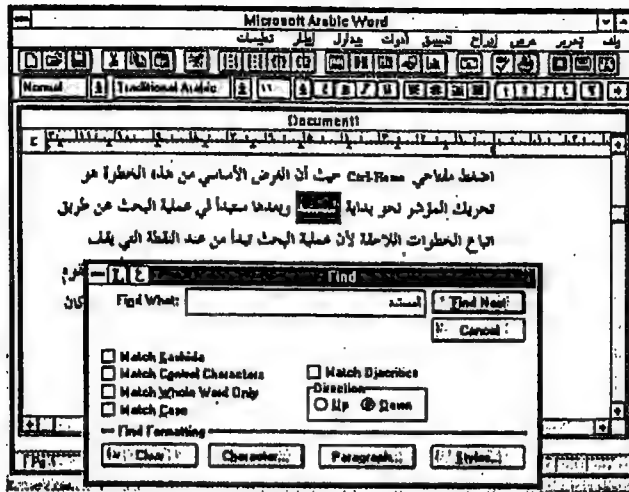 Microsoft Arabic Word
ملف تحرير عرض إدراج تنسيق أدوات جداول إطار تعليمات
Normal Traditional Arabic ١١
Document1
اضغط مفتاحي Ctrl-Home حيث أن الغرض الأساسي من هذه الخطوة هو
تحريك المؤشر نحو بداية المستند وبعدها ستبدأ في عملية البحث عن طريق
اتباع الخطوات اللاحقة لأن عملية البحث تبدأ من عند النقطة التي يقف
Find
Find What: المستند
Find Next
Cancel
Match Kashida
Match Control Characters
Match Diacritics
Match Whole Word Only
Direction
Up Down
Match Case
Find Formatting
Clear Character... Paragraph... Styles...